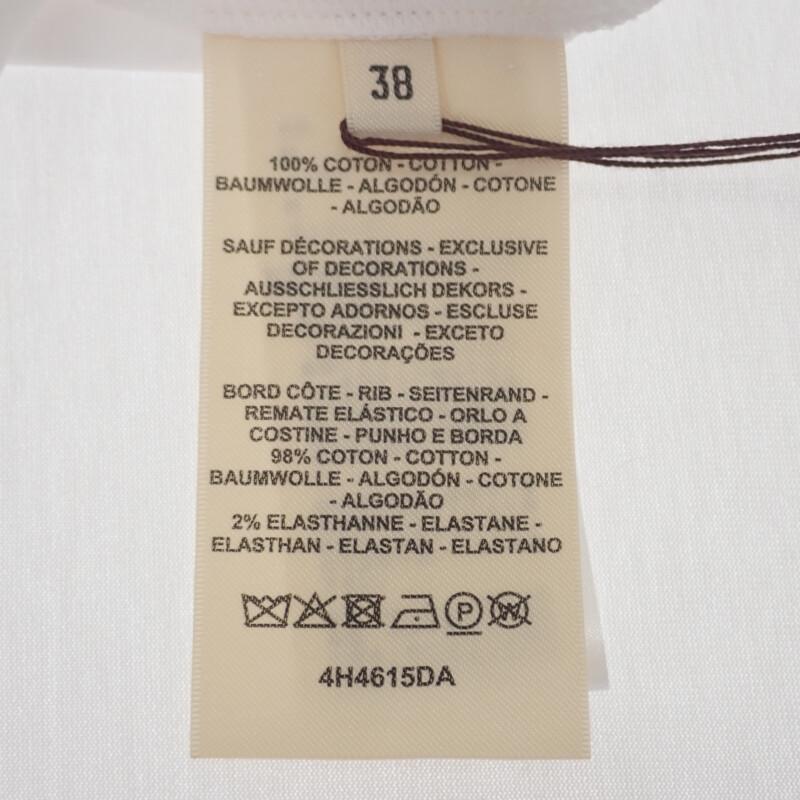 38
100% COTON - COTTON -
BAUMWOLLE - ALGODÓN - COTONE
- ALGODÃO
SAUF DÉCORATIONS - EXCLUSIVE
OF DECORATIONS -
AUSSCHLIESSLICH DEKORS -
EXCEPTO ADORNOS - ESCLUSE
DECORAZIONI - EXCETO
DECORAÇÕES
BORD CÔTE - RIB - SEITENRAND -
REMATE ELÁSTICO - ORLO A
COSTINE - PUNHO E BORDA
98% COTON - COTTON -
BAUMWOLLE - ALGODÓN - COTONE
- ALGODÃO
2% ELASTHANNE - ELASTANE -
ELASTHAN - ELASTAN - ELASTANO
P W
4H4615DA